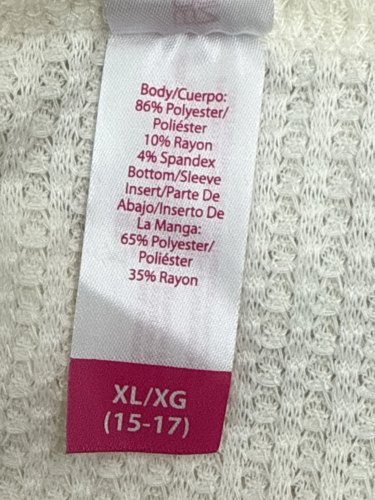 Body/Cuerpo:
86% Polyester/
Poliéster
10% Rayon
4% Spandex
Bottom/Sleeve
Insert/Parte De
Abajo/Inserto De
La Manga:
65% Polyester/
Poliéster
35% Rayon
XL/XG
(15-17)